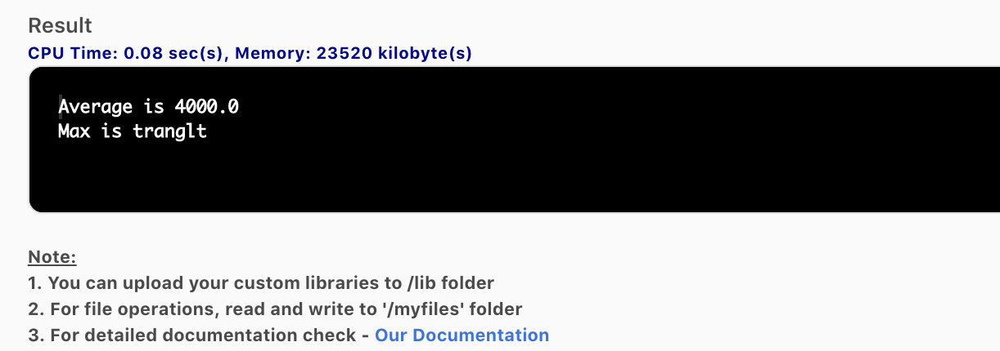 Result
CPU Time: 0.08 sec(s), Memory: 23520 kilobyte(s)
Average is 4000.0
Max is tranglt
Note:
1. You can upload your custom libraries to /lib folder
2. For file operations, read and write to '/myfiles' folder
3. For detailed documentation check - Our Documentation